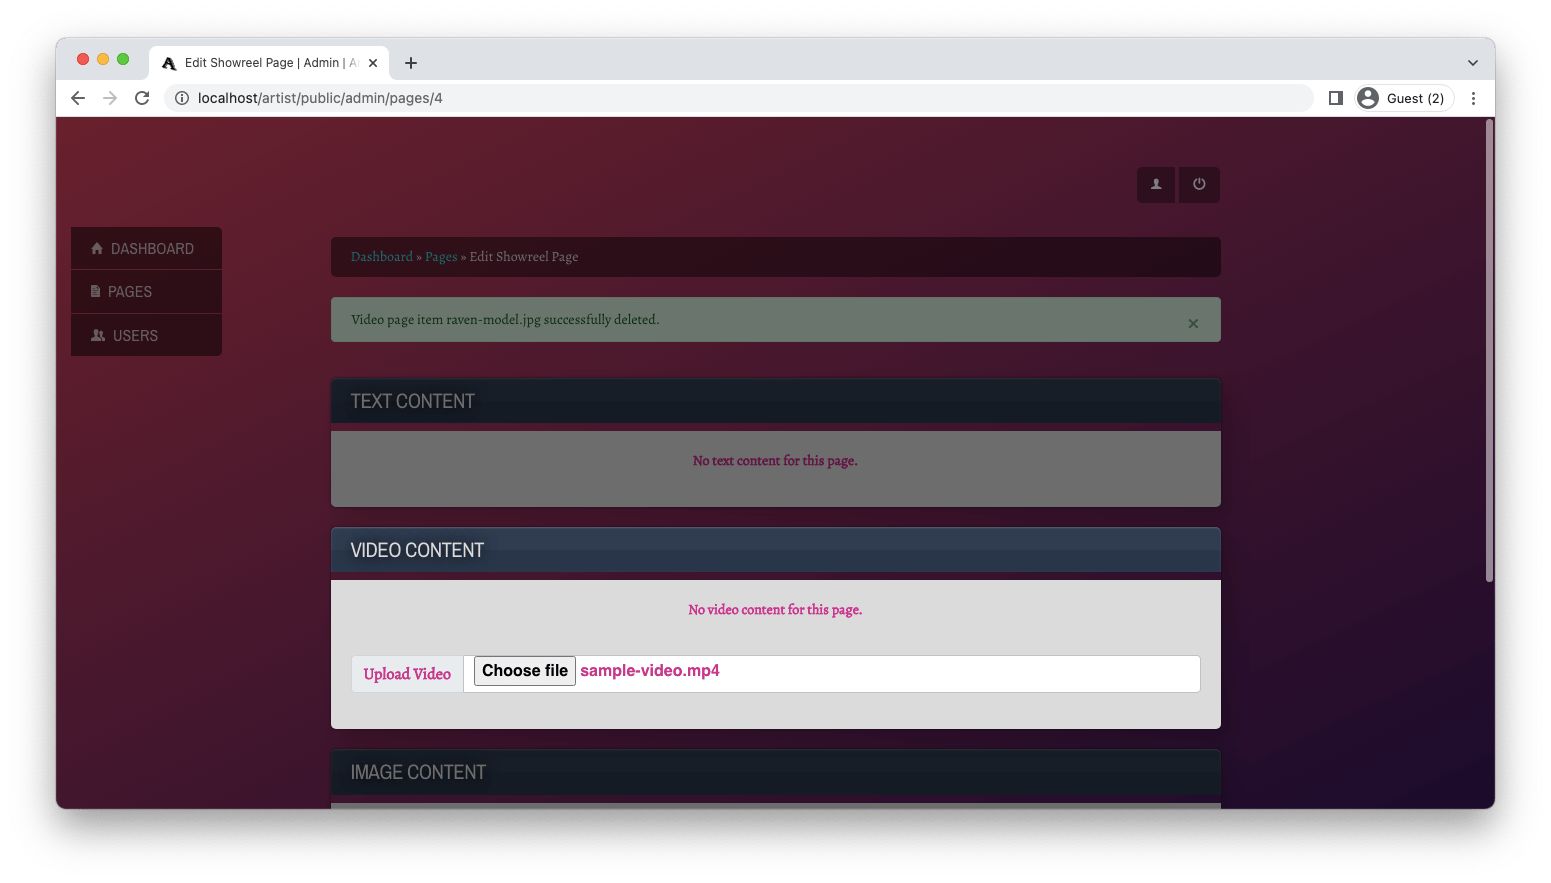 Edit Showreel Page | Admin | A
localhost/artist/public/admin/pages/4
Guest (2)
DASHBOARD
PAGES
USERS
Dashboard » Pages » Edit Showreel Page
Video page item raven-model.jpg successfully deleted.
TEXT CONTENT
No text content for this page.
VIDEO CONTENT
No video content for this page.
Upload Video Choose file sample-video.mp4
IMAGE CONTENT